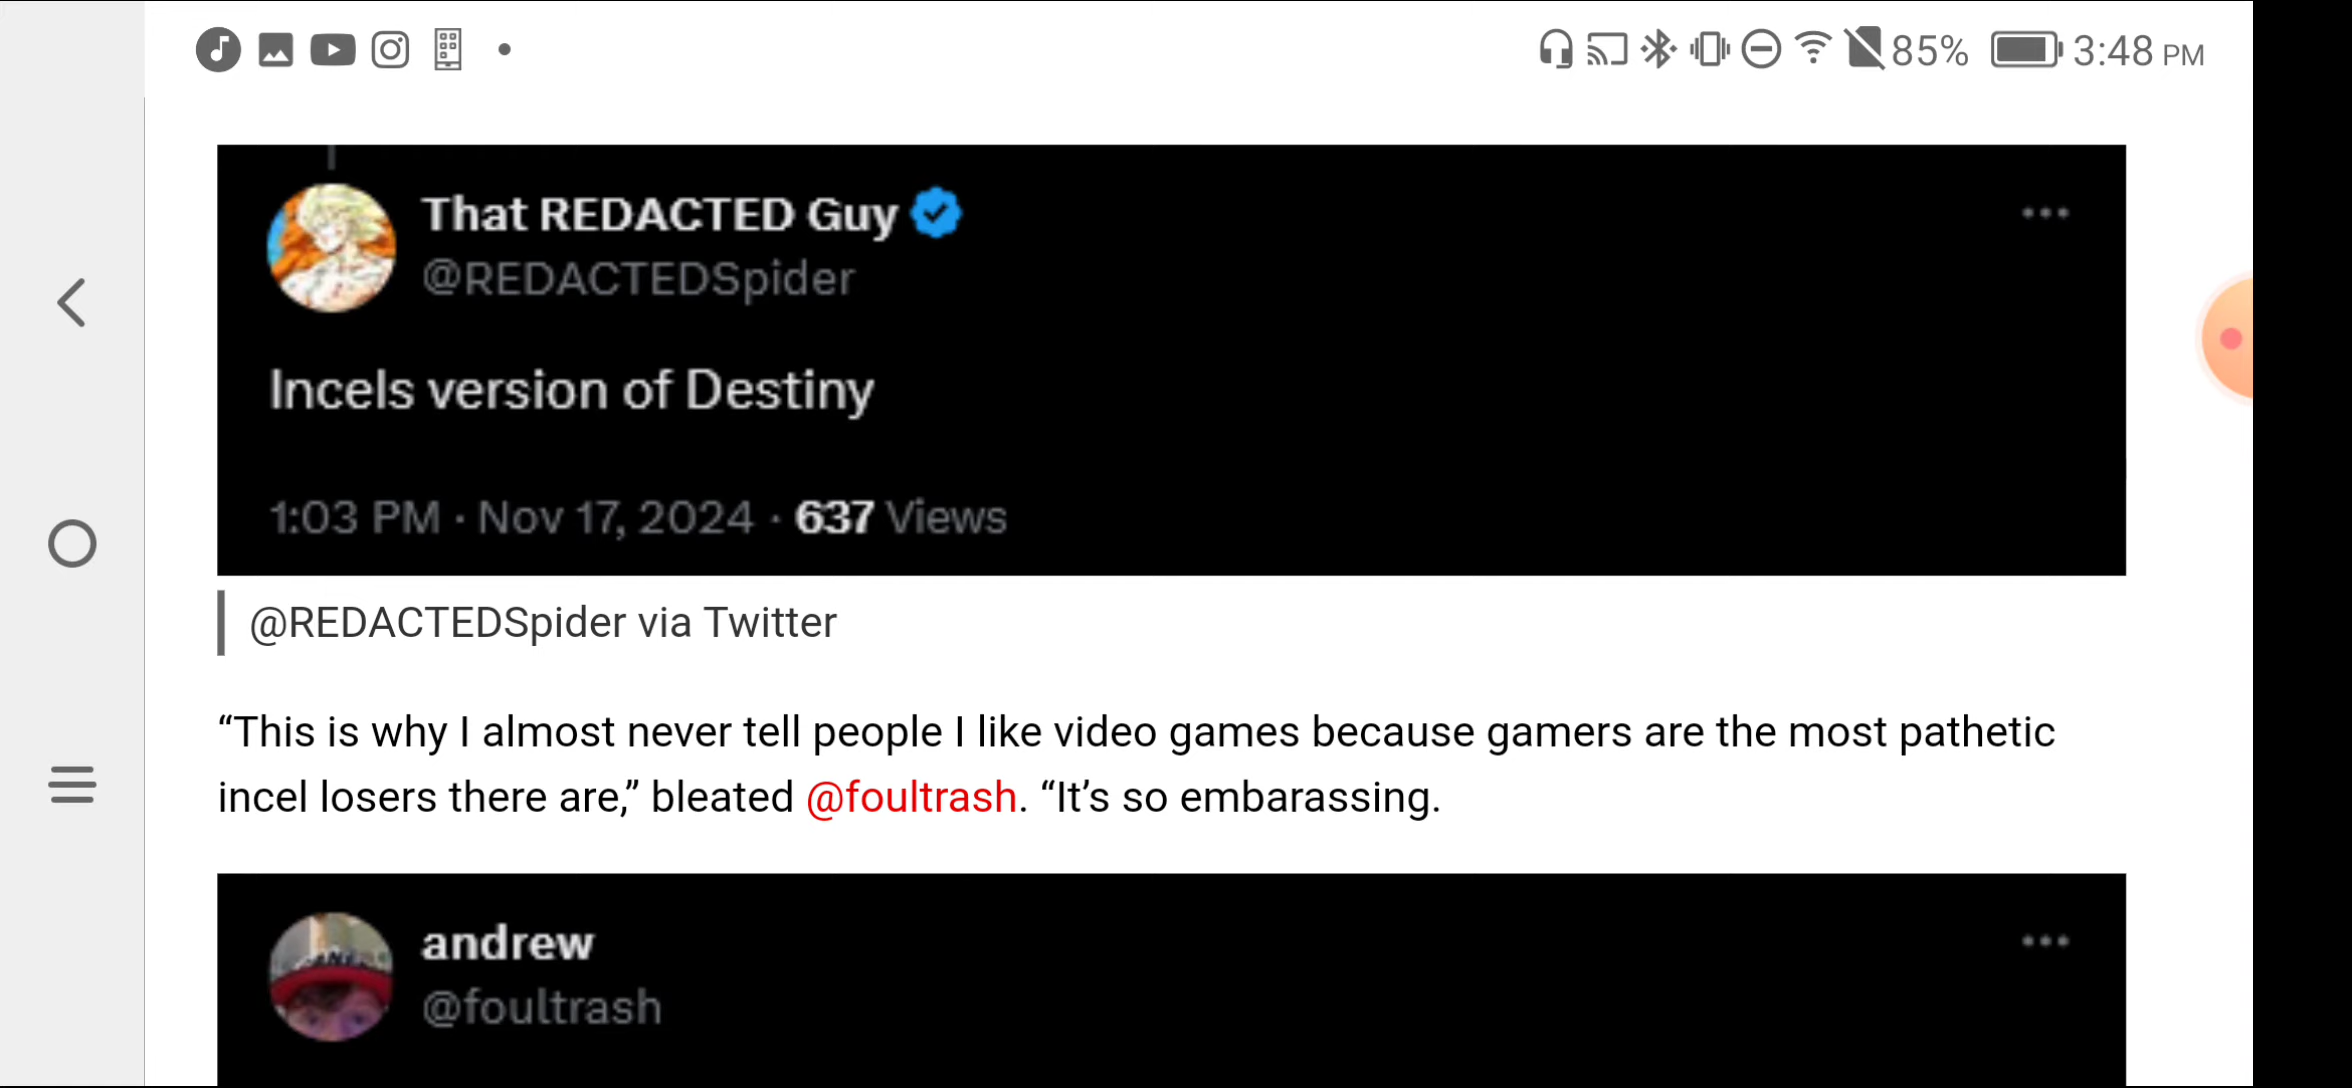 85% 3:48 PM
That REDACTED Guy
@REDACTEDSpider
Incels version of Destiny
1:03 PM · Nov 17, 2024 · 637 Views
@REDACTEDSpider via Twitter
“This is why I almost never tell people I like video games because gamers are the most pathetic
incel losers there are,” bleated @foultrash. “It’s so embarassing.
andrew
@foultrash